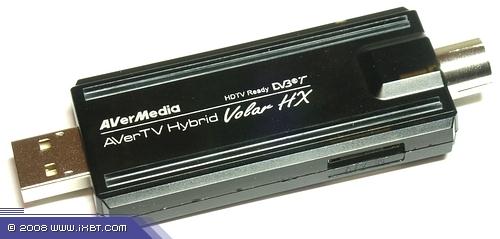 HDTV Ready DVB-T
AVerMedia
AVerTV Hybrid Volar HX
© 2008 www.iXBT.com